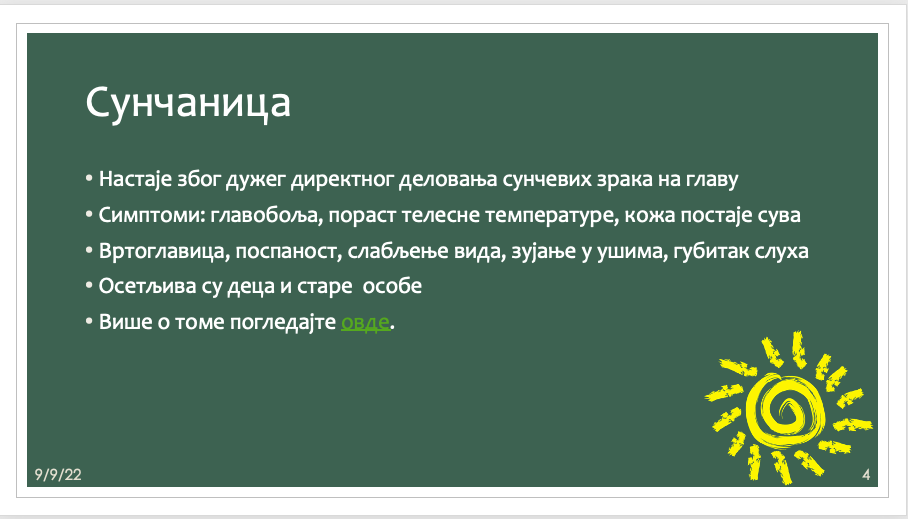 Сунчаница
• Настаје због дужег директног деловања сунчевих зрака на главу
• Симптоми: главобоља, пораст телесне температуре, кожа постаје сува
• Вртоглавица, поспаност, слабљење вида, зујање у ушима, губитак слуха
• Осетљива су деца и старе  особе
• Више о томе погледајте овде.
9/9/22
4